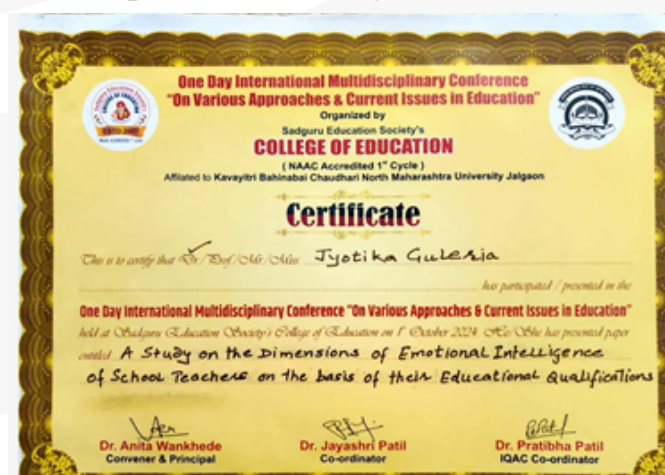 One Day International Multidisciplinary Conference
"On Various Approaches & Current Issues in Education"
Organized by
Sadguru Education Society's
COLLEGE OF EDUCATION
( NAAC Accredited 1st Cycle )
Affilated to Kavayitri Bahinabai Chaudhari North Maharashtra University Jalgaon
Certificate
This is to certify that Dr./Prof./Mr./Miss Jyotika Guleria
has participated / presented in the
One Day International Multidisciplinary Conference "On Various Approaches & Current Issues in Education"
held at Sadguru Education Society's College of Education on 1st October 2024. He/She has presented paper
entitled A Study on the Dimensions of Emotional Intelligence
of School Teachers on the basis of their Educational Qualifications
Dr. Anita Wankhede
Convener & Principal
Dr. Jayashri Patil
Co-ordinator
Dr. Pratibha Patil
IQAC Co-ordinator